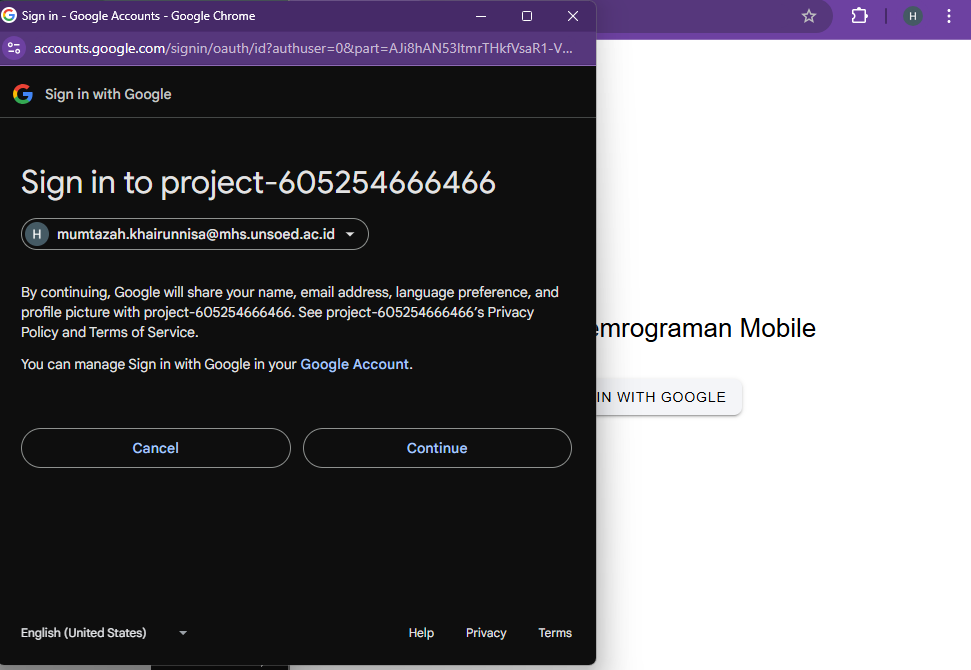 Sign in - Google Accounts - Google Chrome
accounts.google.com/signin/oauth/id?authuser=0&part=AJi8hAN53ItmrTHkfVsaR1-V...
H
Sign in with Google
Sign in to project-605254666466
H mumtazah.khairunnisa@mhs.unsoed.ac.id
By continuing, Google will share your name, email address, language preference, and
profile picture with project-605254666466. See project-605254666466’s Privacy
Policy and Terms of Service.
You can manage Sign in with Google in your Google Account.
emrograman Mobile
IN WITH GOOGLE
Cancel Continue
English (United States) Help Privacy Terms